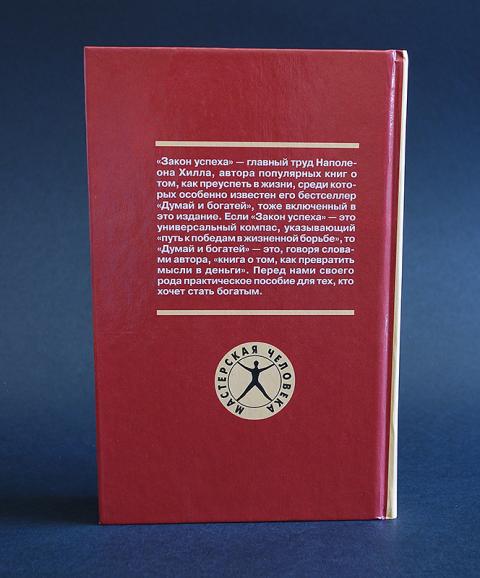 «Закон успеха» — главный труд Наполе-
она Хилла, автора популярных книг о
том, как преуспеть в жизни, среди кото-
рых особенно известен его бестселлер
«Думай и богатей», тоже включенный в
это издание. Если «Закон успеха» — это
универсальный компас, указывающий
«путь к победам в жизненной борьбе», то
«Думай и богатей» — это, говоря слова-
ми автора, «книга о том, как превратить
мысли в деньги». Перед нами своего
рода практическое пособие для тех, кто
хочет стать богатым.
МАСТЕРСКАЯ ЧЕЛОВЕКА